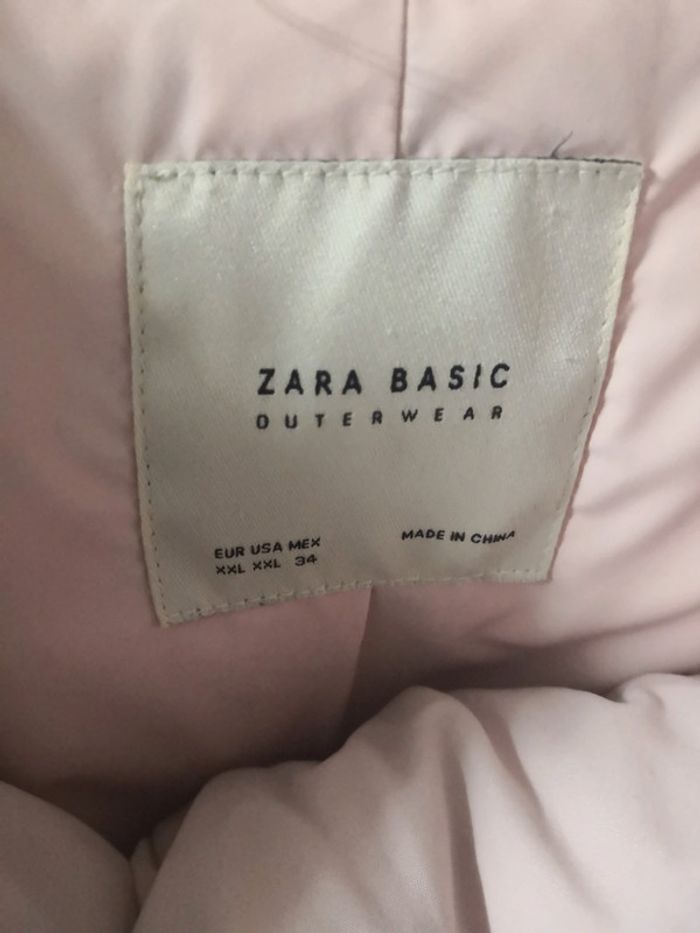 ZARA BASIC
OUTERWEAR
EUR USA MEX
XXL XXL 34
MADE IN CHINA